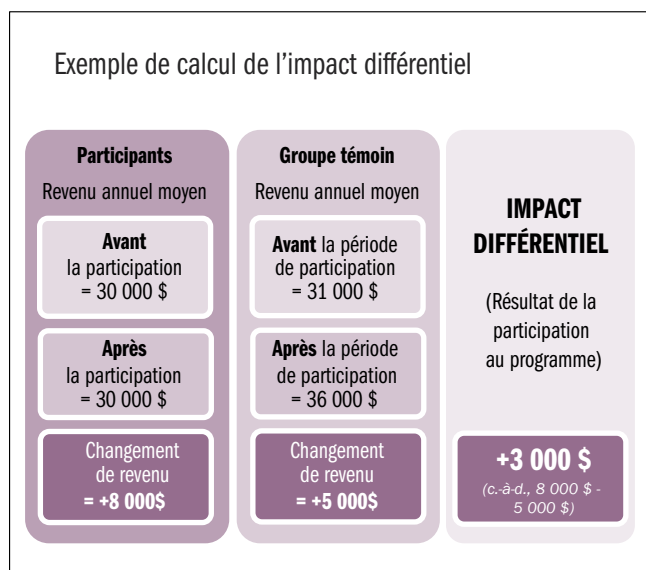 Exemple de calcul de l'impact différentiel
Participants
Revenu annuel moyen
Avant
la participation
= 30 000 $
Après
la participation
= 30 000 $
Changement
de revenu
= +8 000$
Groupe témoin
Revenu annuel moyen
Avant la période
de participation
= 31 000 $
Après la période
de participation
= 36 000 $
Changement
de revenu
= +5 000$
IMPACT
DIFFÉRENTIEL
(Résultat de la
participation
au programme)
+3 000 $
(c.-à-d., 8 000 $ -
5 000 $)